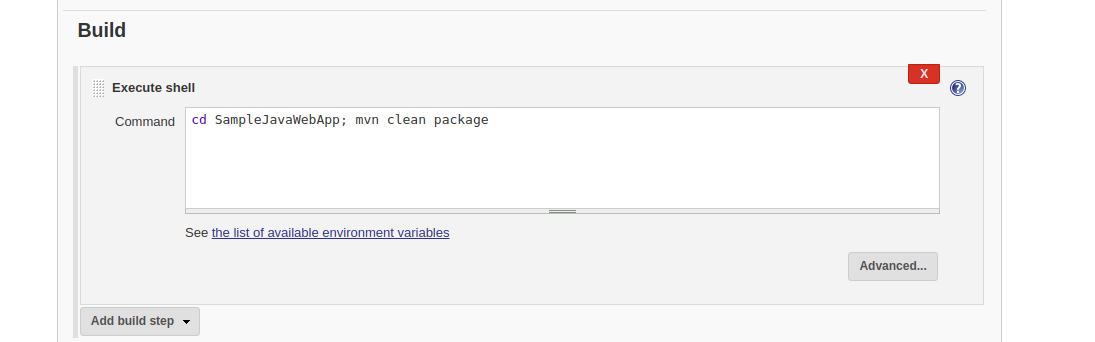 Build
X
Execute shell
?
Command
cd SampleJavaWebApp; mvn clean package
See the list of available environment variables
Advanced...
Add build step